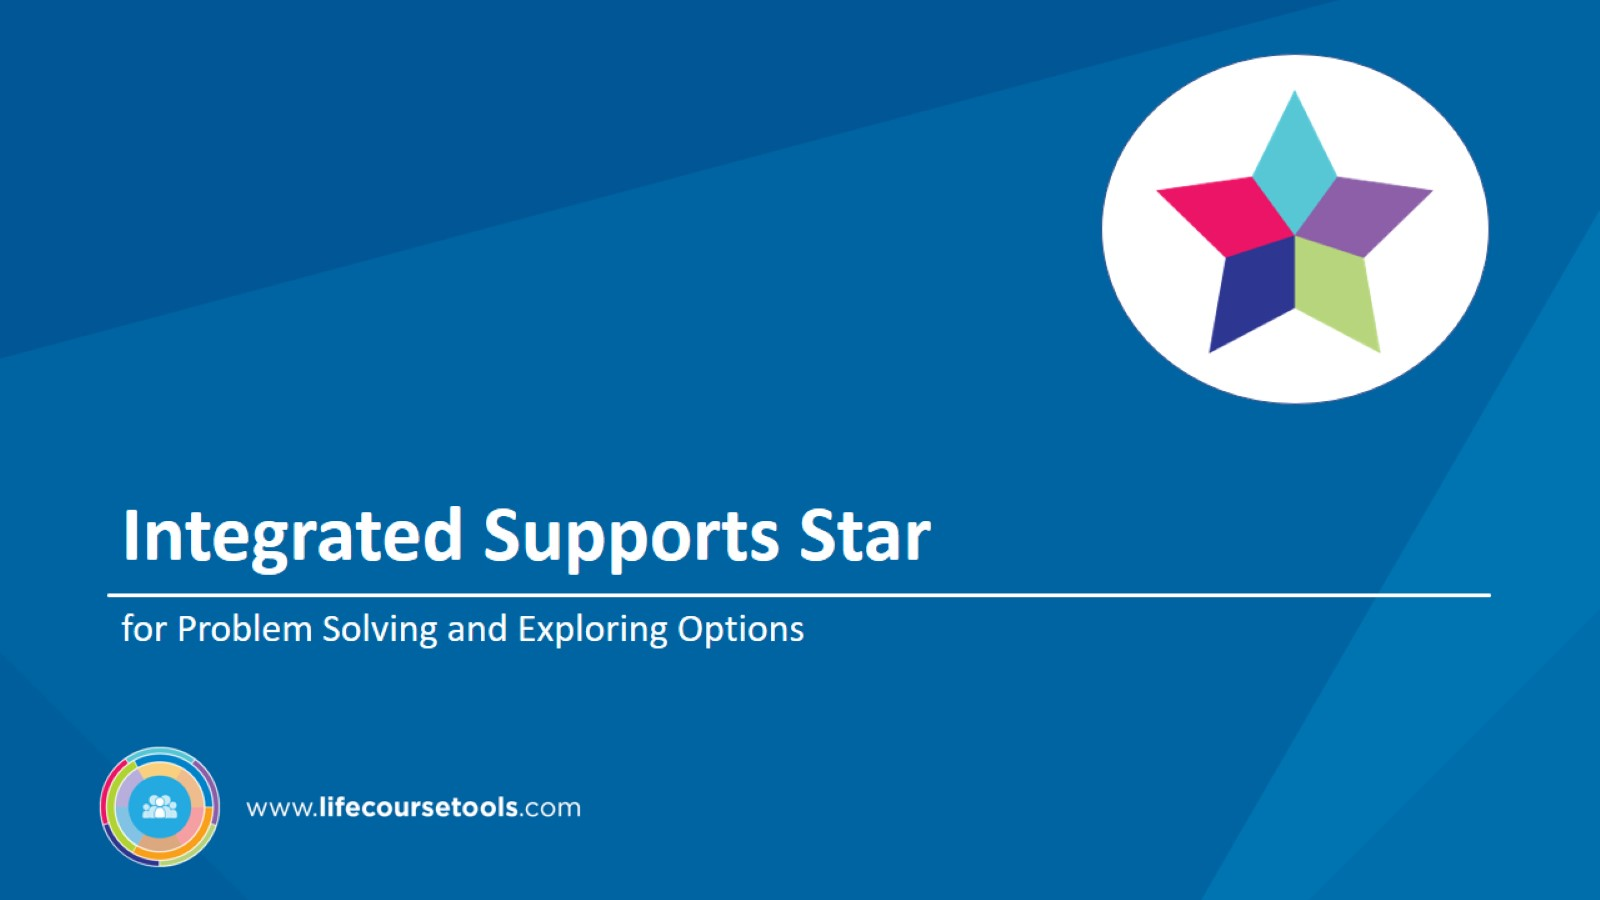 Integrated Supports Star
for Problem Solving and Exploring Options
www.lifecoursetools.com